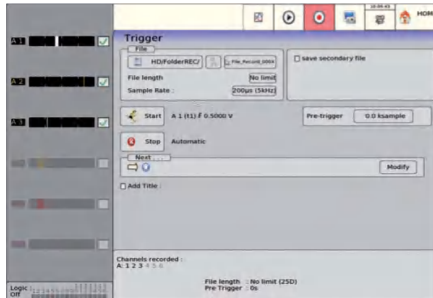 HOM
A 1
Trigger
File
HD/FolderREC/
save secondary file
File length
No limit
Sample Rate :
200µs (5kHz)
A 2
Start
A 1 (t1) ƒ 0.5000 V
Pre-trigger
0.0 ksample
A 3
Stop
Automatic
Next . . .
Modify
Add Title :
Channels recorded :
A: 1 2 3 4 5 6
File length : No limit (25D)
Pre Trigger : 0s
Logic
Off